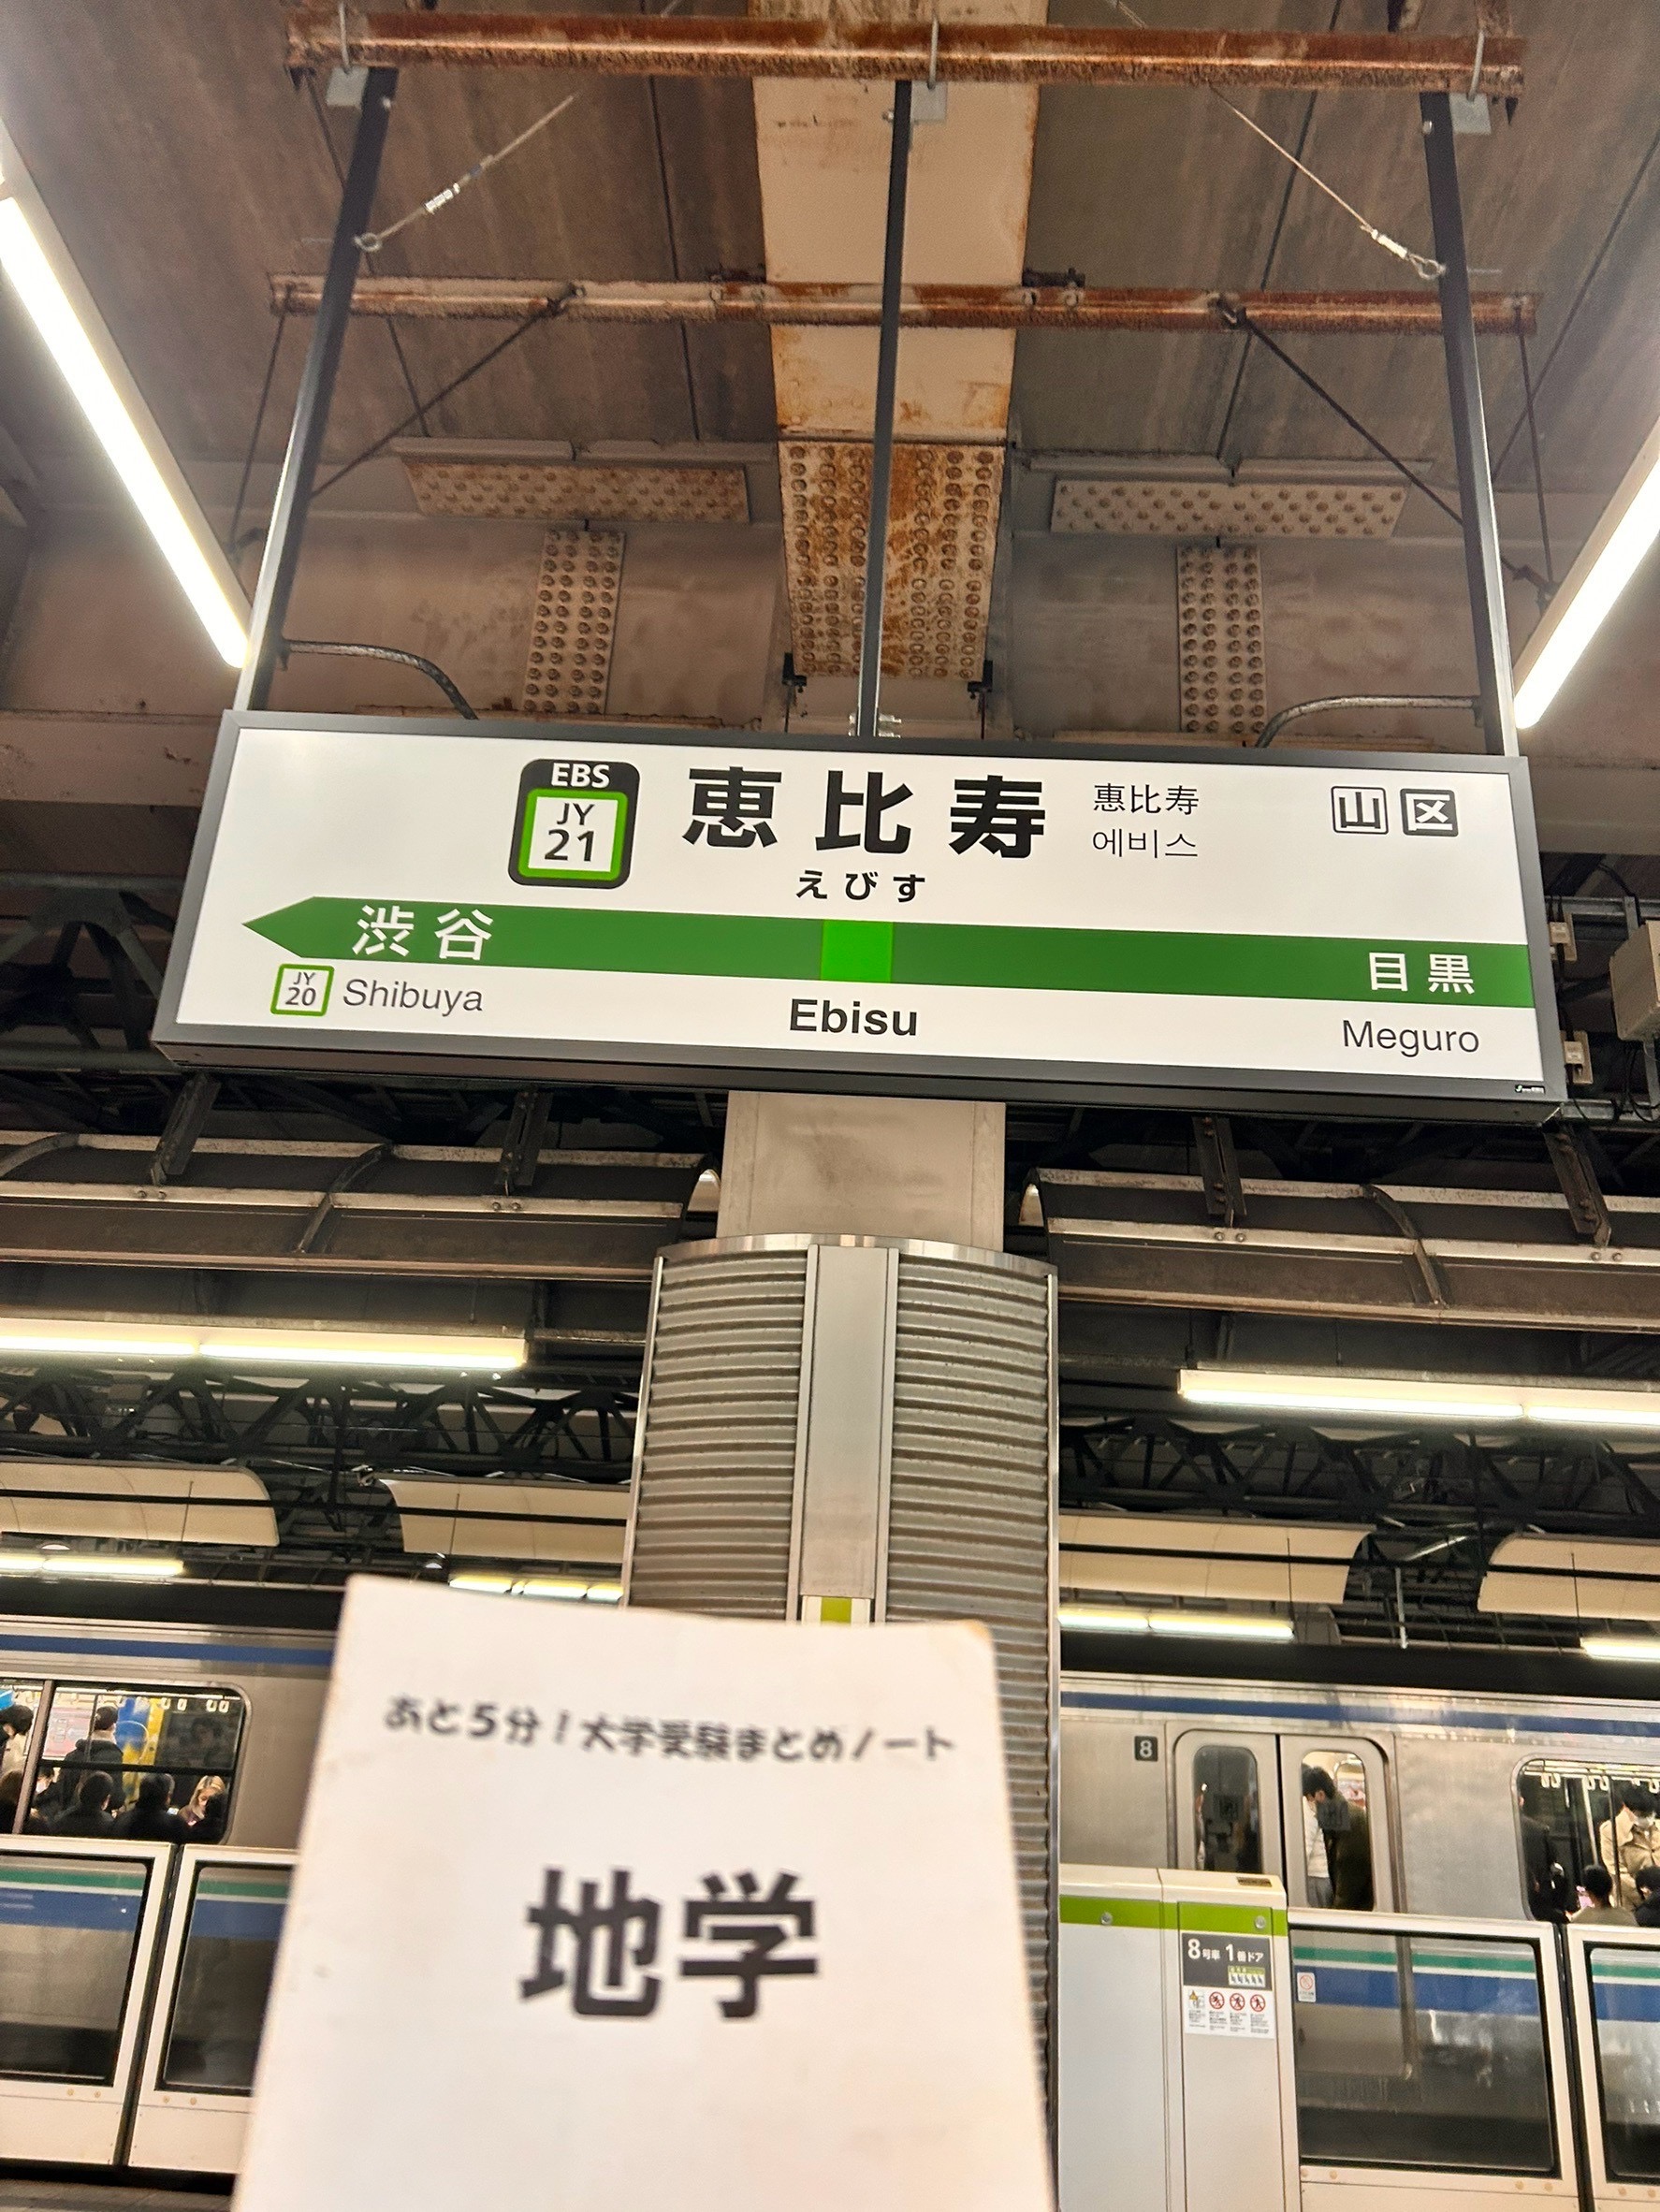 EBS
JY
21
恵比寿
惠比寿
에비스
山 区
えびす
渋谷
目黒
JY
20
Shibuya
Ebisu
Meguro
あと5分!大学受験まとめノート
地学
8
8号車 1番ドア